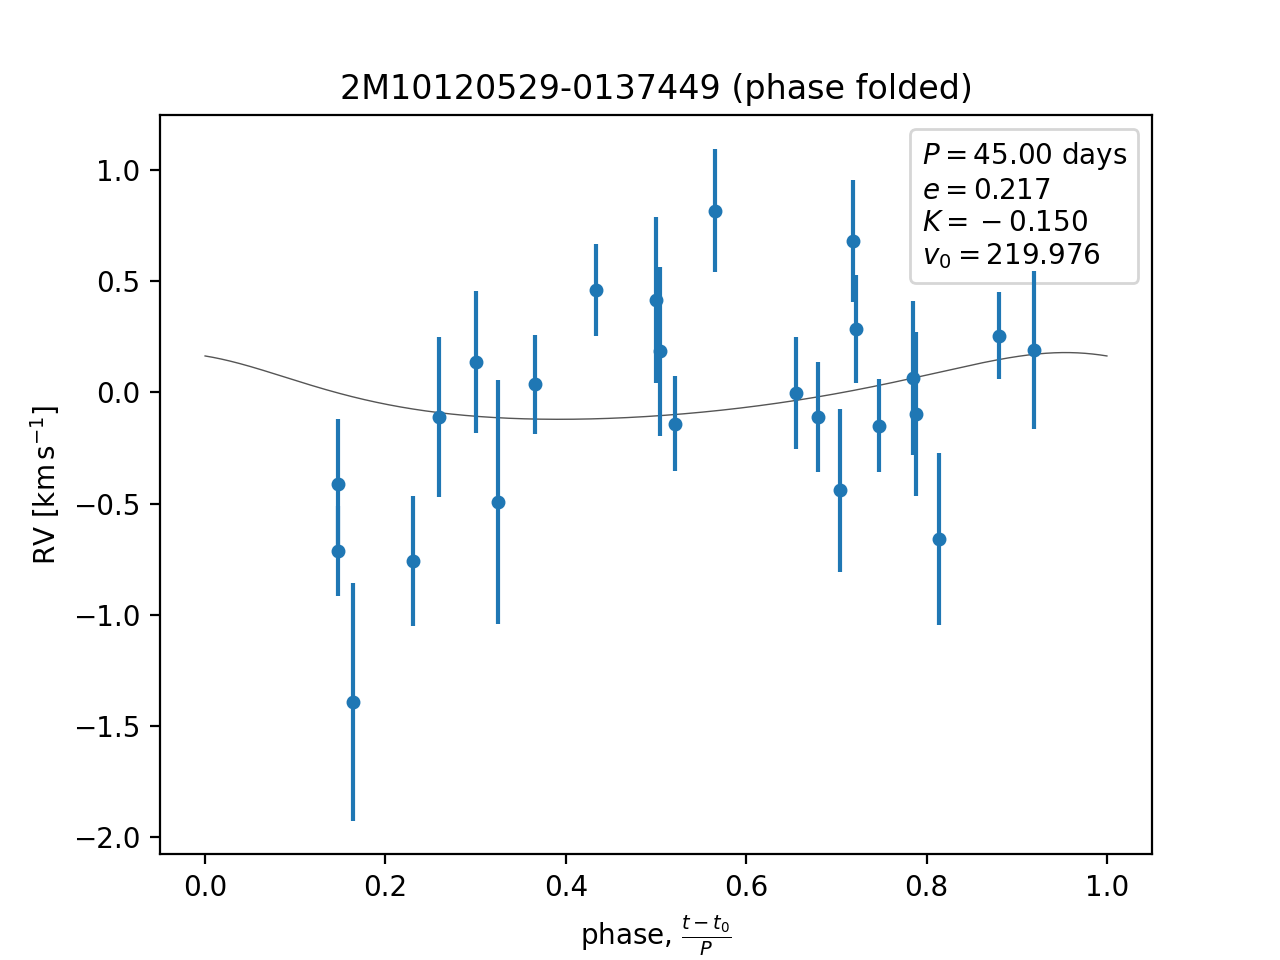 2M10120529-0137449 (phase folded)
P = 45.00 days
e = 0.217
K = −0.150
v₀ = 219.976
1.0
0.5
0.0
−0.5
−1.0
−1.5
−2.0
RV [km s⁻¹]
0.0 0.2 0.4 0.6 0.8 1.0
phase, (t − t₀)/P